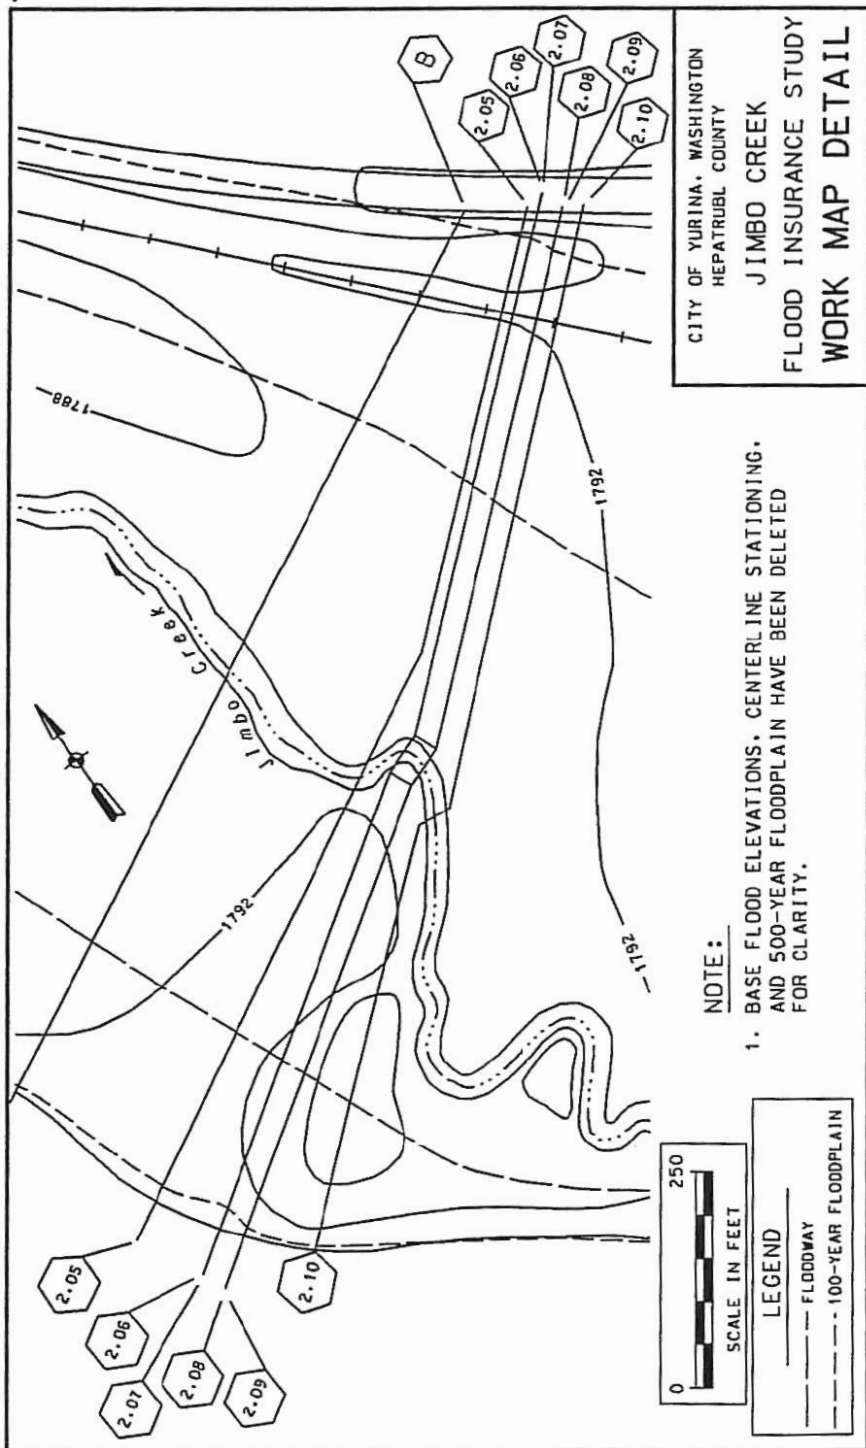 CITY OF YURINA, WASHINGTON
HEPATRUBL COUNTY
JIMBO CREEK
FLOOD INSURANCE STUDY
WORK MAP DETAIL
B
2.05
2.06
2.07
2.08
2.09
2.10
1788
1792
1792
1792
Jimbo Creek
2.05
2.06
2.07
2.08
2.09
2.10
NOTE:
1. BASE FLOOD ELEVATIONS, CENTERLINE STATIONING,
AND 500-YEAR FLOODPLAIN HAVE BEEN DELETED
FOR CLARITY.
0 250
SCALE IN FEET
LEGEND
FLOODWAY
100-YEAR FLOODPLAIN